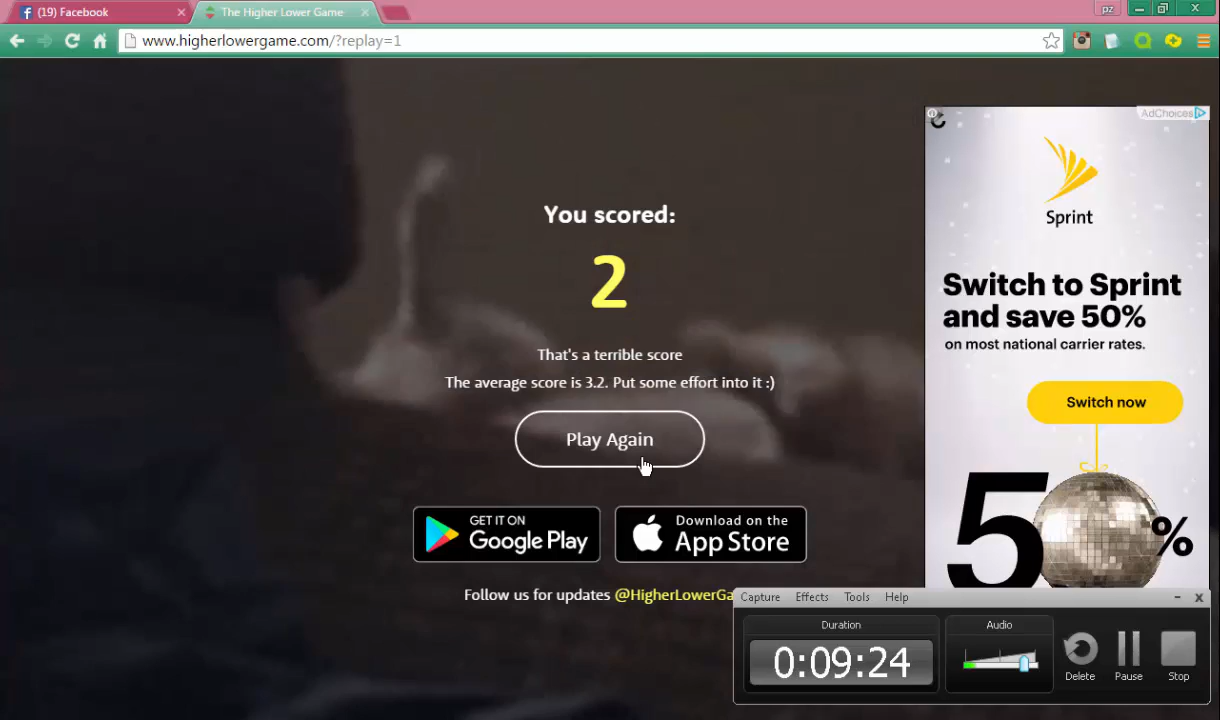 (19) Facebook
The Higher Lower Game
pz
www.higherlowergame.com/?replay=1
AdChoices
Sprint
You scored:
2
Switch to Sprint
and save 50%
on most national carrier rates.
That's a terrible score
The average score is 3.2. Put some effort into it :)
Switch now
Play Again
50%
GET IT ON
Google Play
Download on the
App Store
Follow us for updates @HigherLowerGa
Capture Effects Tools Help
Duration
Audio
0:09:24
Delete Pause Stop